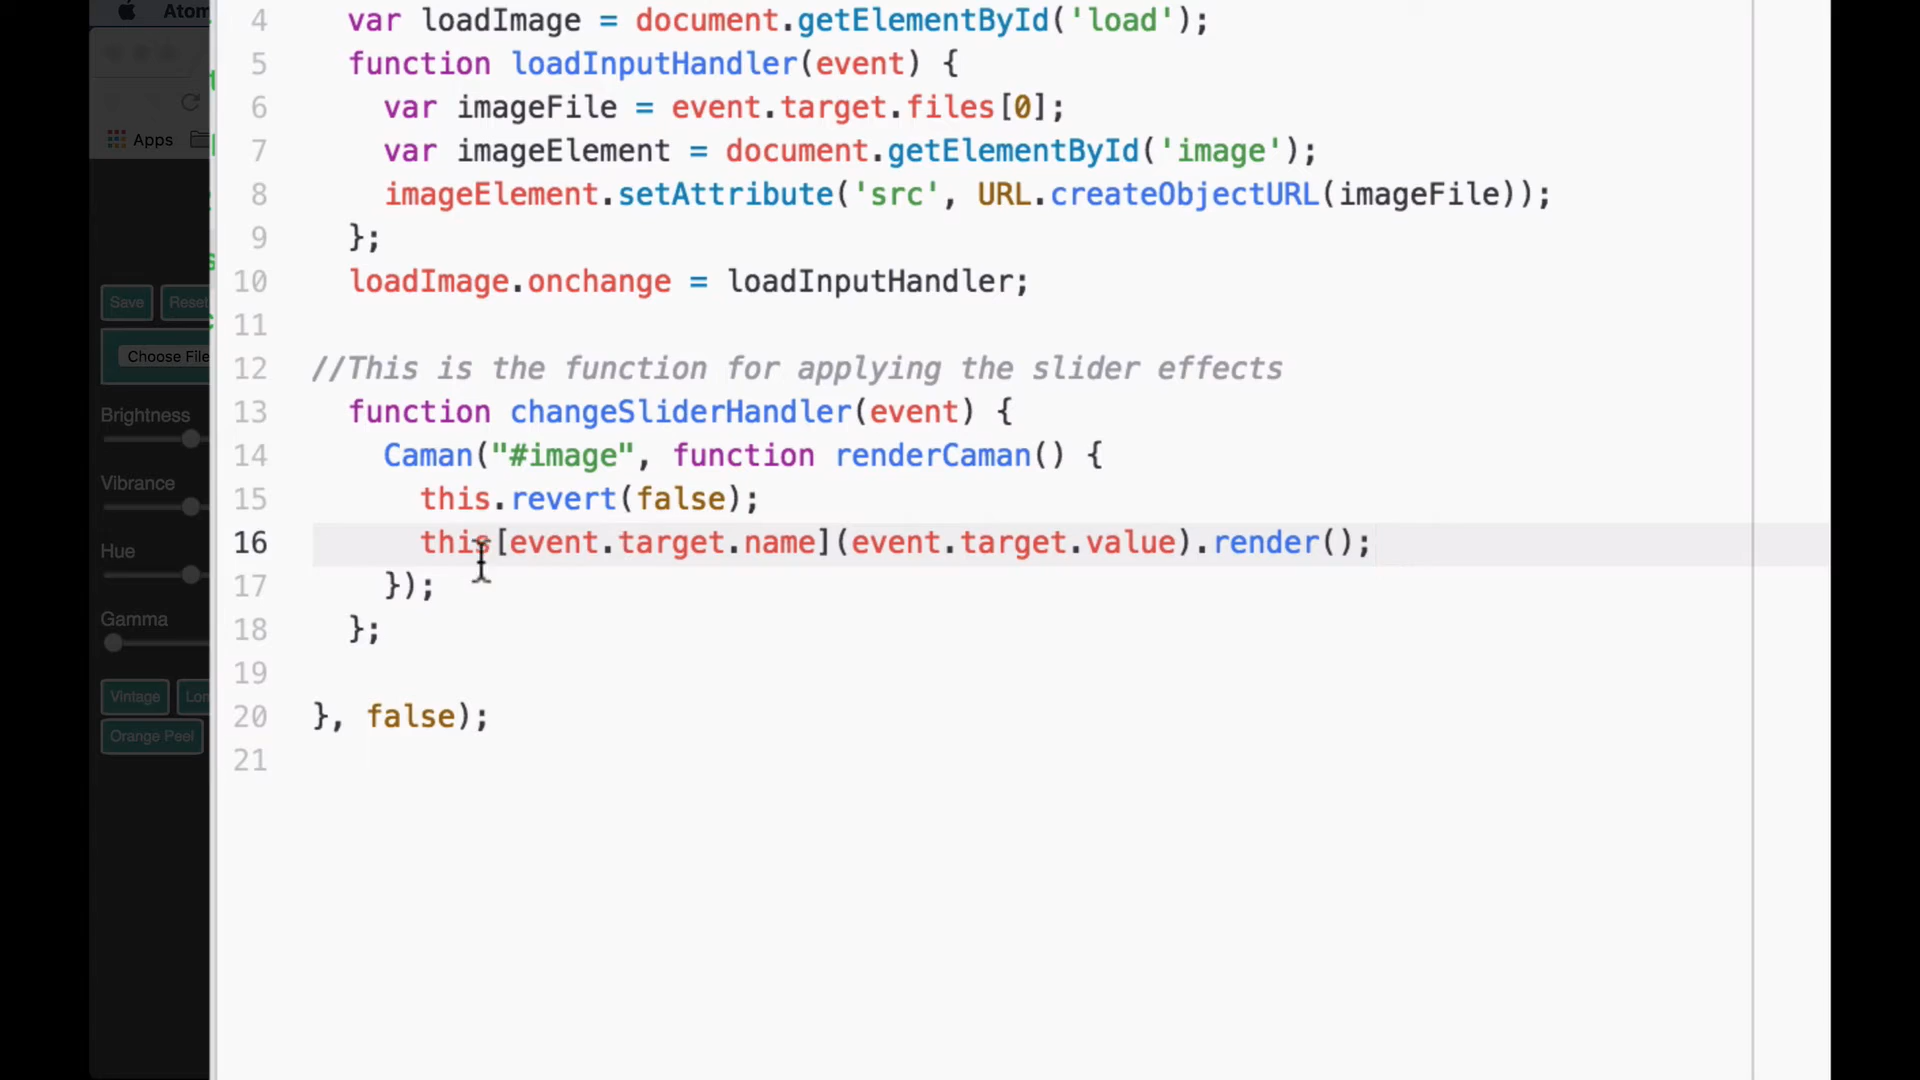 Atom
Apps
Save
Reset
Choose File
Brightness
Vibrance
Hue
Gamma
Vintage
Lom
Orange Peel
4 var loadImage = document.getElementById('load');
5 function loadInputHandler(event) {
6 var imageFile = event.target.files[0];
7 var imageElement = document.getElementById('image');
8 imageElement.setAttribute('src', URL.createObjectURL(imageFile));
9 };
10 loadImage.onchange = loadInputHandler;
11
12 //This is the function for applying the slider effects
13 function changeSliderHandler(event) {
14 Caman("#image", function renderCaman() {
15 this.revert(false);
16 this[event.target.name](event.target.value).render();
17 });
18 };
19
20 }, false);
21